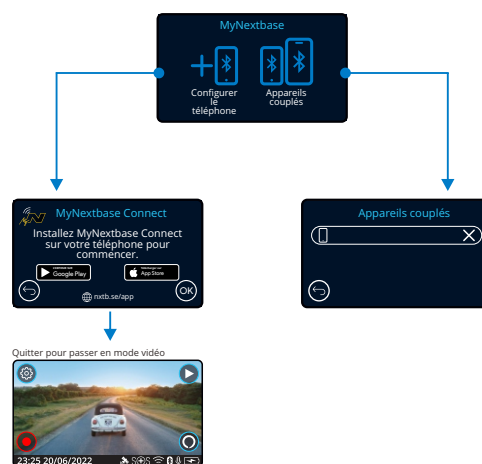 MyNextbase
Configurer
le
téléphone
Appareils
couplés
MyNextbase Connect
Installez MyNextbase Connect
sur votre téléphone pour
commencer.
Google Play
App Store
nxtb.se/app
OK
Appareils couplés
Quitter pour passer en mode vidéo
23:25 20/06/2022
SOS